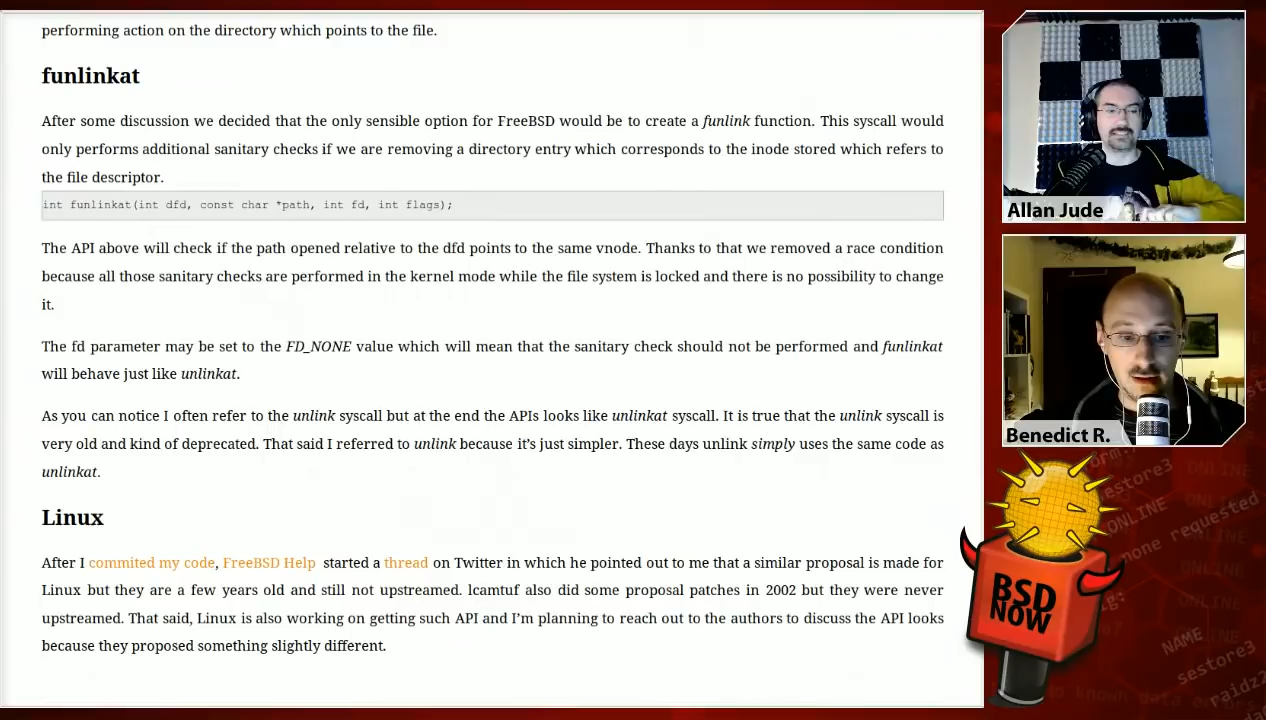 performing action on the directory which points to the file.
funlinkat
After some discussion we decided that the only sensible option for FreeBSD would be to create a funlink function. This syscall would
only performs additional sanitary checks if we are removing a directory entry which corresponds to the inode stored which refers to
the file descriptor.
int funlinkat(int dfd, const char *path, int fd, int flags);
The API above will check if the path opened relative to the dfd points to the same vnode. Thanks to that we removed a race condition
because all those sanitary checks are performed in the kernel mode while the file system is locked and there is no possibility to change
it.
The fd parameter may be set to the FD_NONE value which will mean that the sanitary check should not be performed and funlinkat
will behave just like unlinkat.
As you can notice I often refer to the unlink syscall but at the end the APIs looks like unlinkat syscall. It is true that the unlink syscall is
very old and kind of deprecated. That said I referred to unlink because it's just simpler. These days unlink simply uses the same code as
unlinkat.
Linux
After I commited my code, FreeBSD Help started a thread on Twitter in which he pointed out to me that a similar proposal is made for
Linux but they are a few years old and still not upstreamed. lcamtuf also did some proposal patches in 2002 but they were never
upstreamed. That said, Linux is also working on getting such API and I'm planning to reach out to the authors to discuss the API looks
because they proposed something slightly different.
Allan Jude
Benedict R.
BSD
NOW
estore3
ONLINE
none requested
NAME
sestore3
raidz2
no known data errors